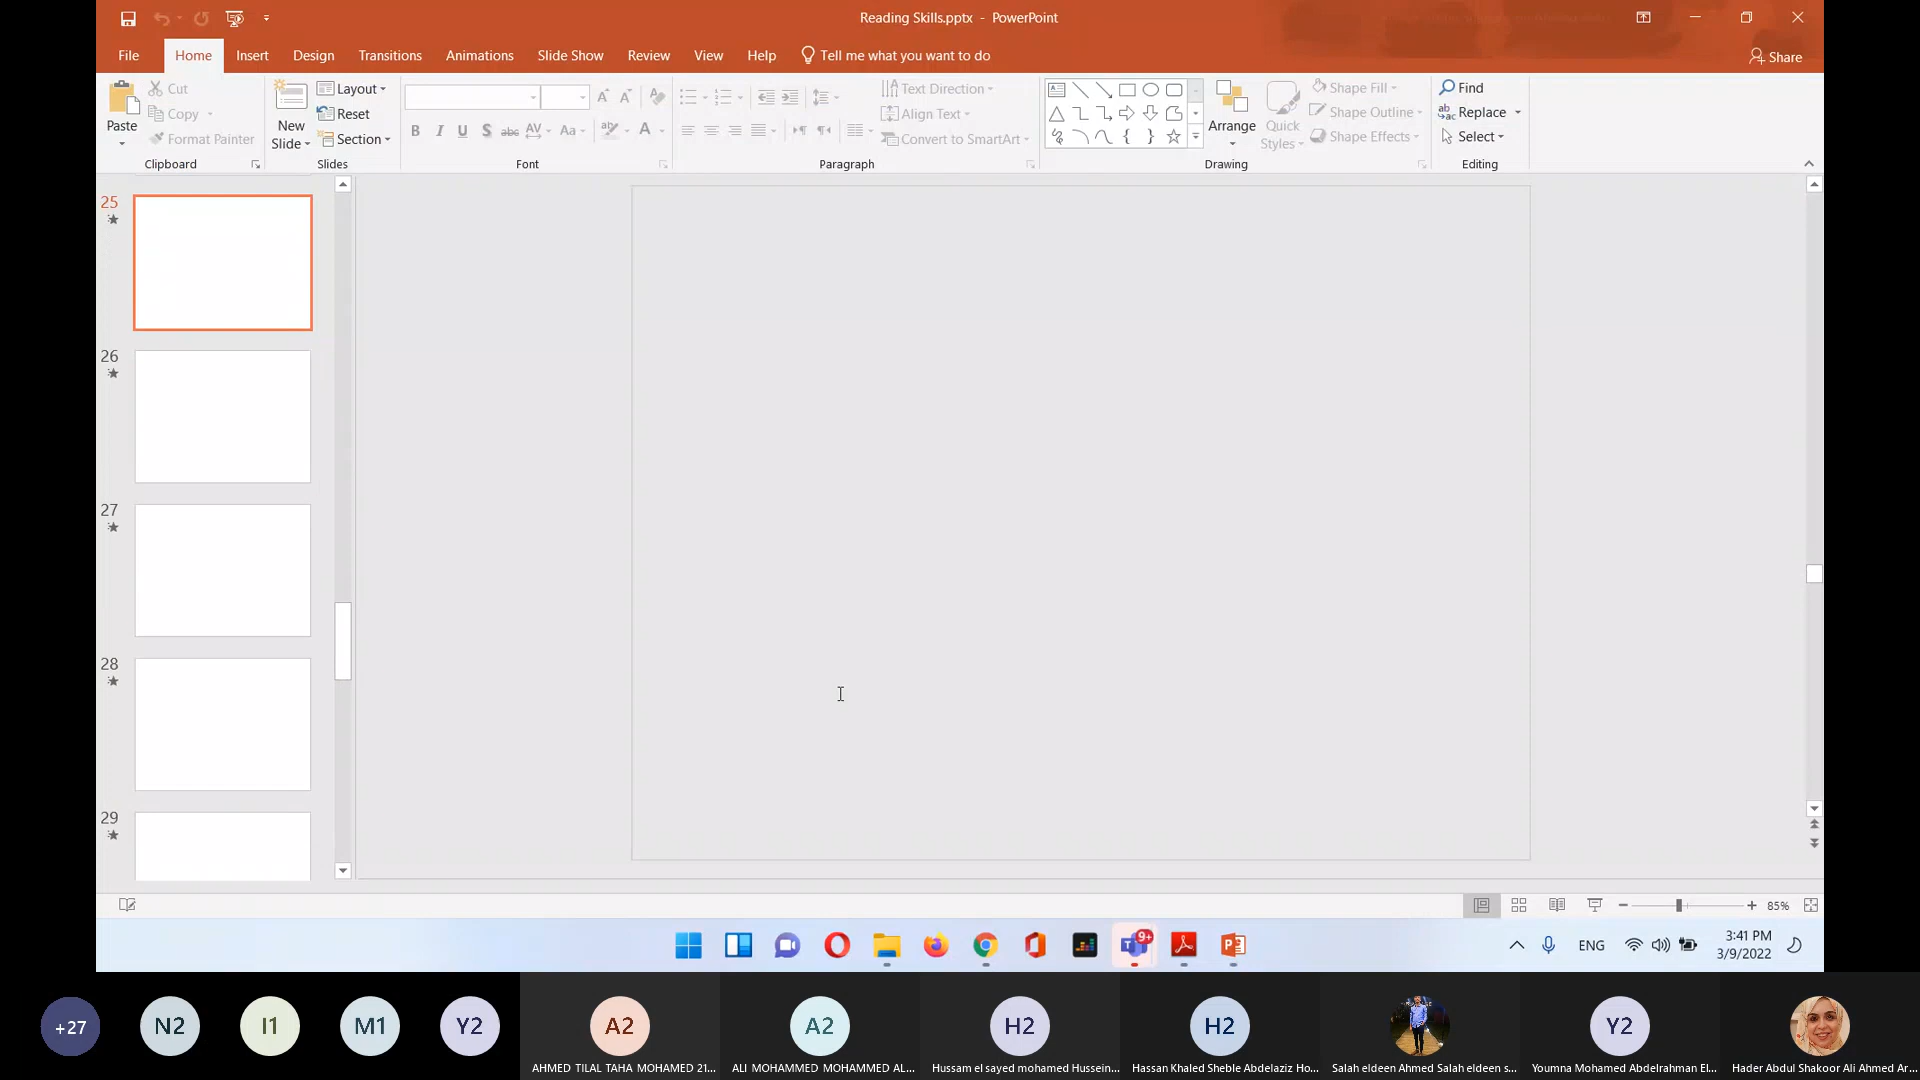 Reading Skills.pptx - PowerPoint
File Home Insert Design Transitions Animations Slide Show Review View Help Tell me what you want to do Share
Cut
Copy
Format Painter
Paste
Clipboard
New Slide
Layout
Reset
Section
Slides
B I U S abc AV Aa A
Font
Text Direction
Align Text
Convert to SmartArt
Paragraph
Arrange
Quick Styles
Shape Fill
Shape Outline
Shape Effects
Drawing
Find
Replace
Select
Editing
25
26
27
28
29
85%
9+
ENG
3:41 PM
3/9/2022
+27 N2 I1 M1 Y2 A2 A2 H2 H2 Y2
AHMED TILAL TAHA MOHAMED 21...
ALI MOHAMMED MOHAMMED AL...
Hussam el sayed mohamed Hussein...
Hassan Khaled Sheble Abdelaziz Ho...
Salah eldeen Ahmed Salah eldeen s...
Youmna Mohamed Abdelrahman El...
Hader Abdul Shakoor Ali Ahmed Ar...